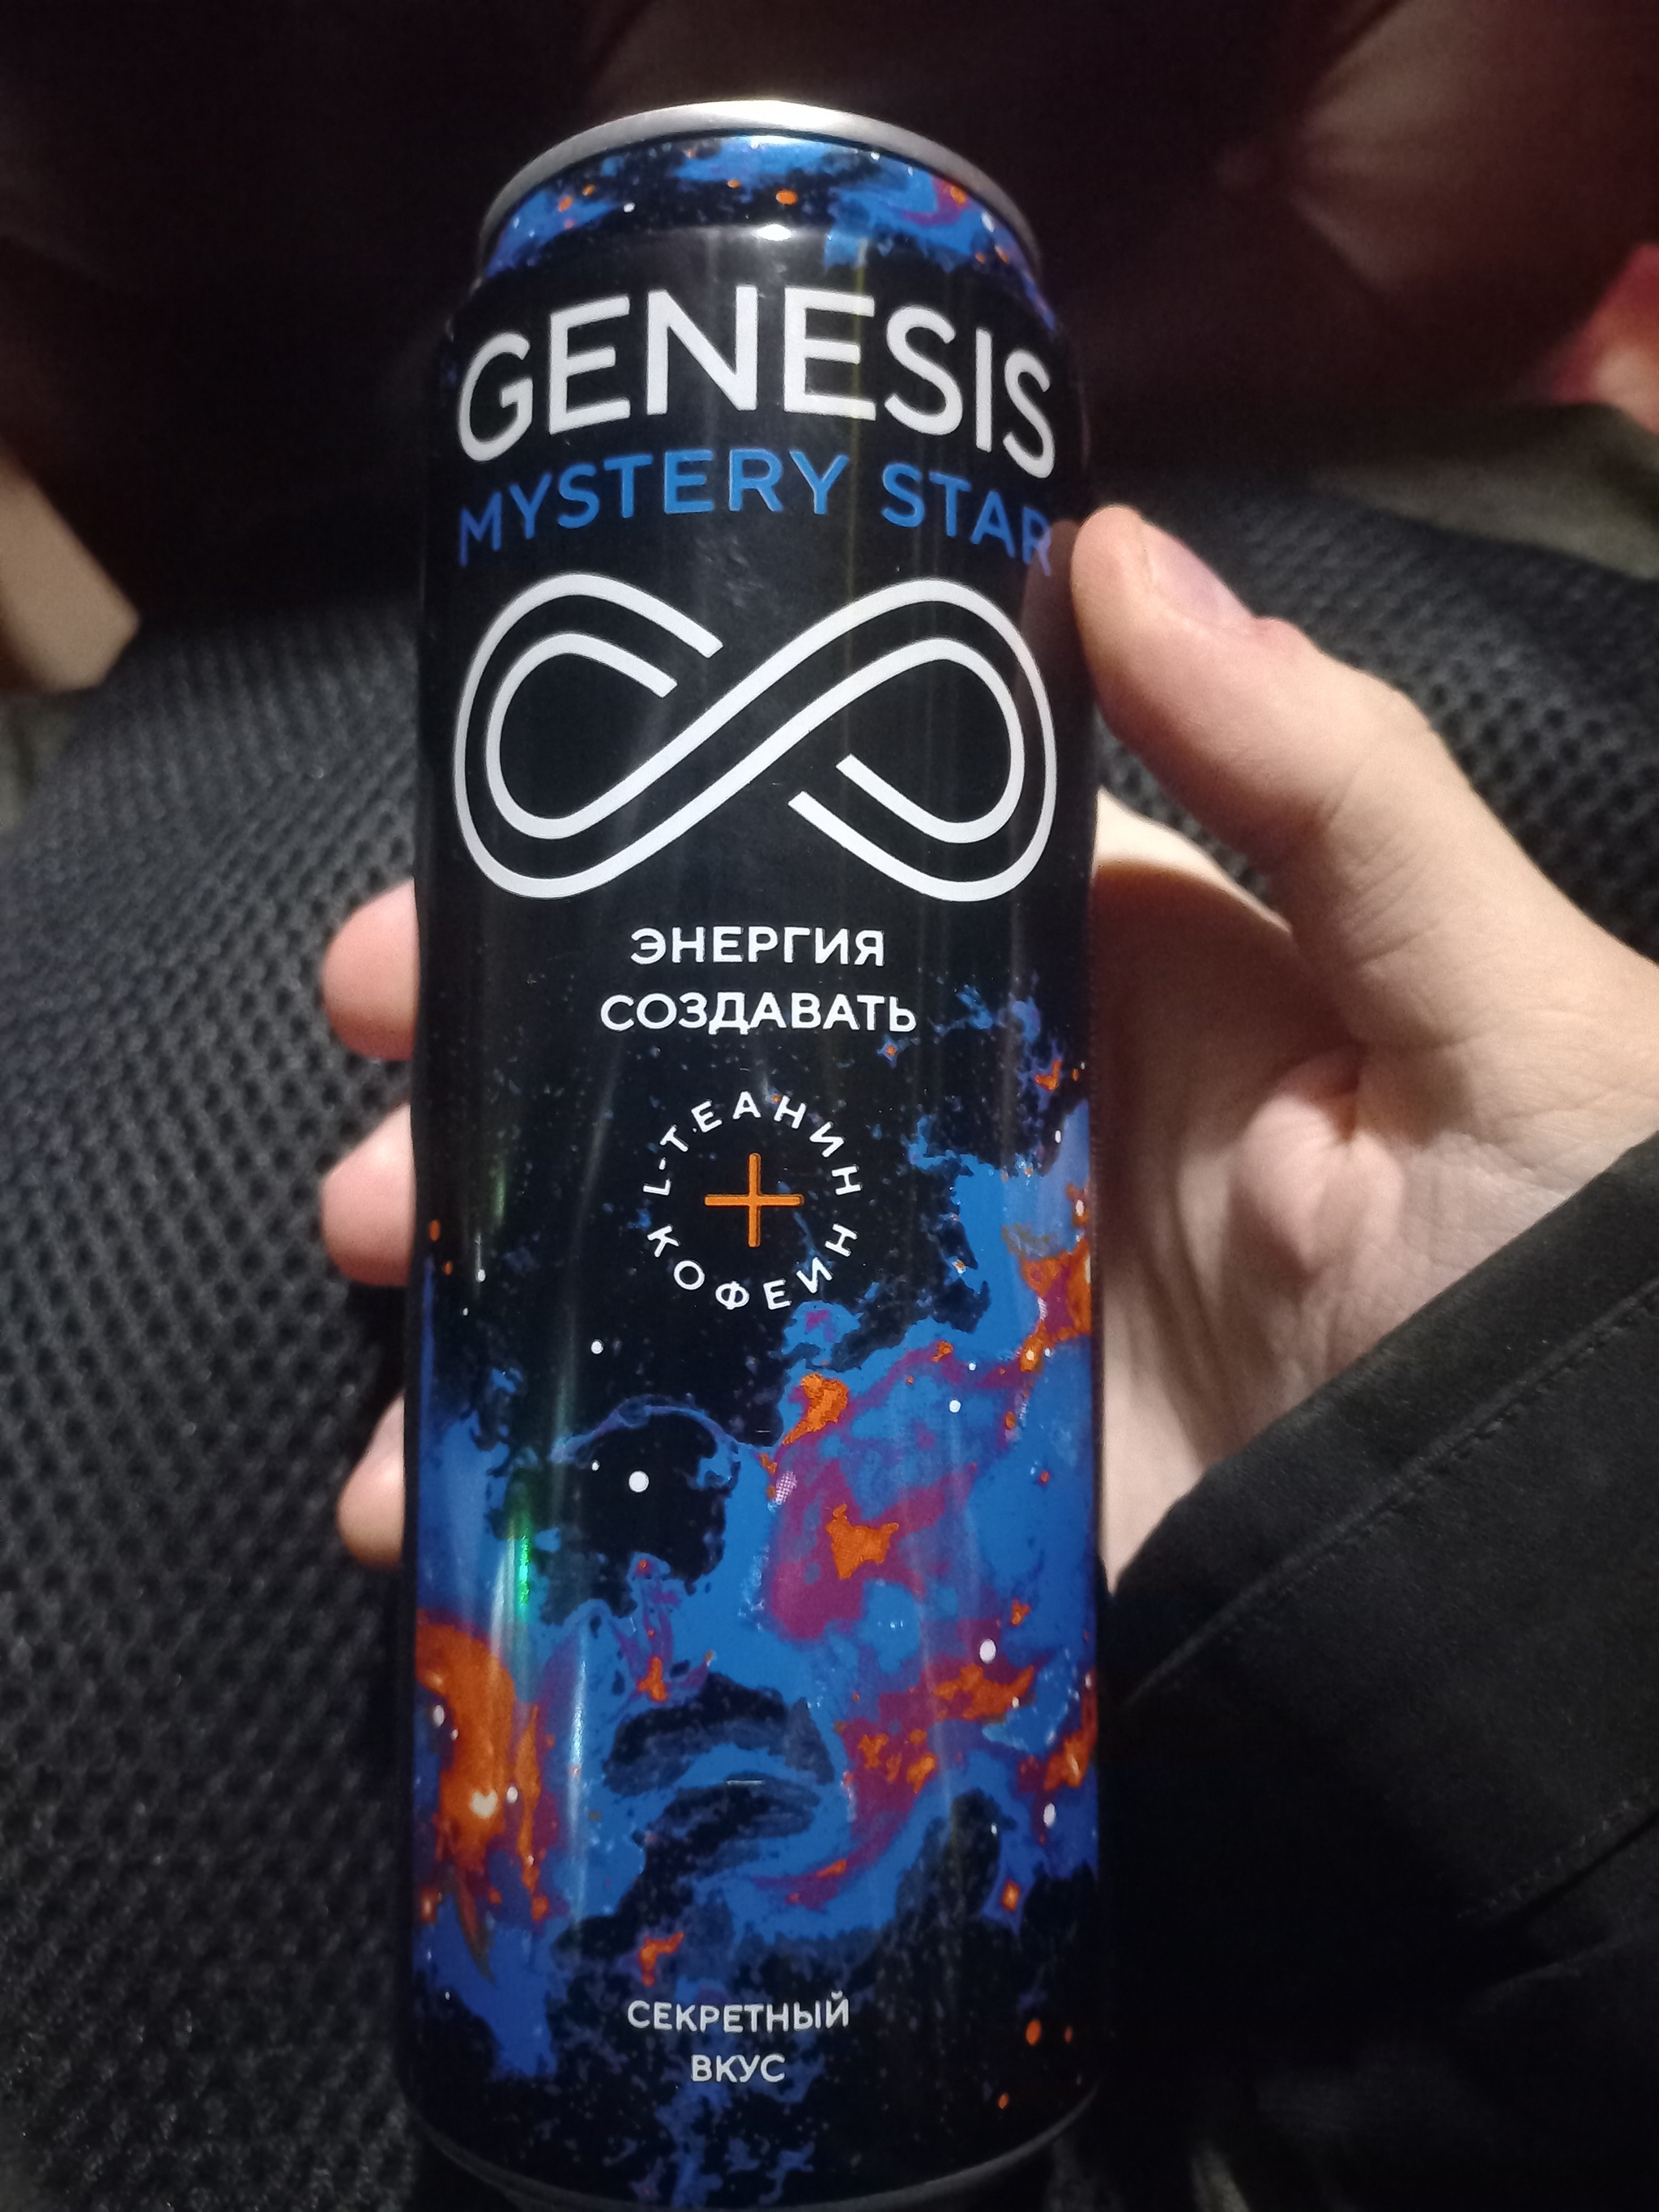 GENESIS
MYSTERY STAR
ЭНЕРГИЯ
СОЗДАВАТЬ
L-ТЕАНИН
КОФЕИН
СЕКРЕТНЫЙ
ВКУС